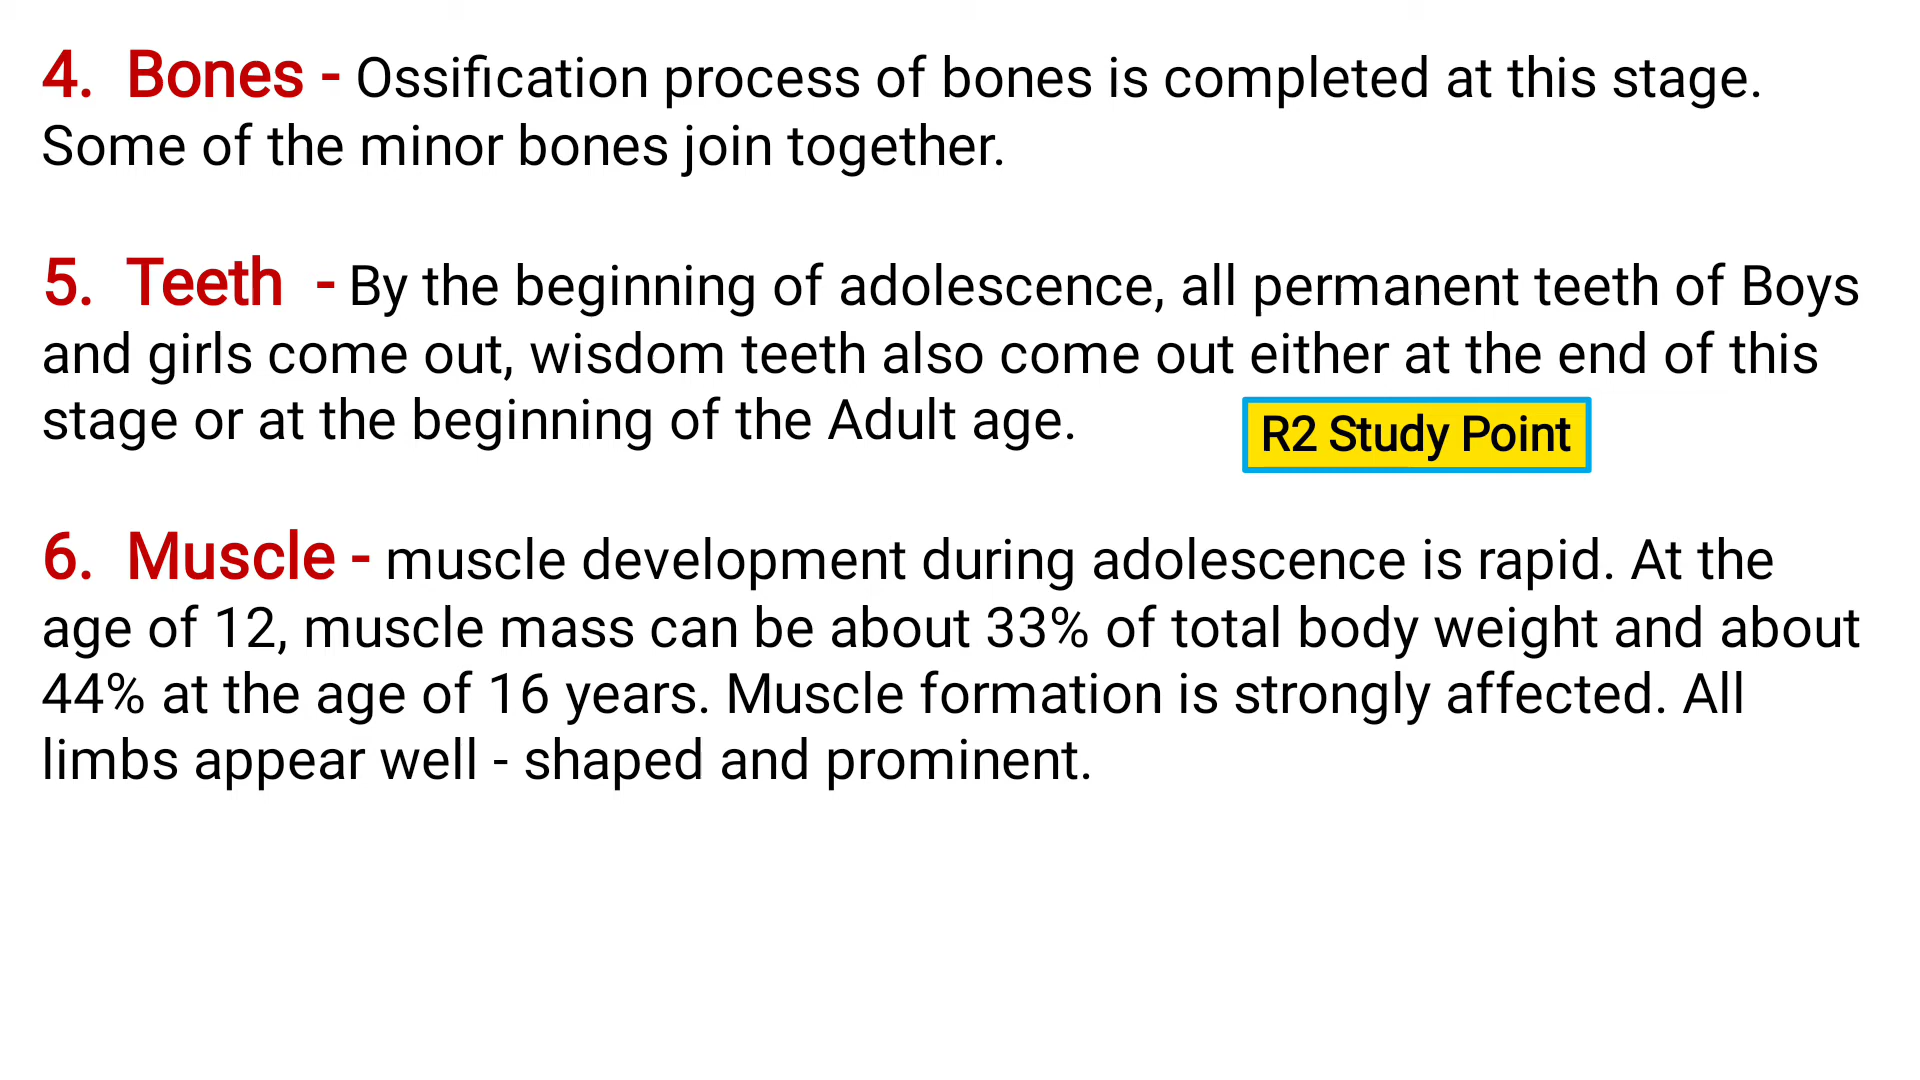 4. Bones - Ossification process of bones is completed at this stage.
Some of the minor bones join together.
5. Teeth - By the beginning of adolescence, all permanent teeth of Boys
and girls come out, wisdom teeth also come out either at the end of this
stage or at the beginning of the Adult age.
R2 Study Point
6. Muscle - muscle development during adolescence is rapid. At the
age of 12, muscle mass can be about 33% of total body weight and about
44% at the age of 16 years. Muscle formation is strongly affected. All
limbs appear well - shaped and prominent.